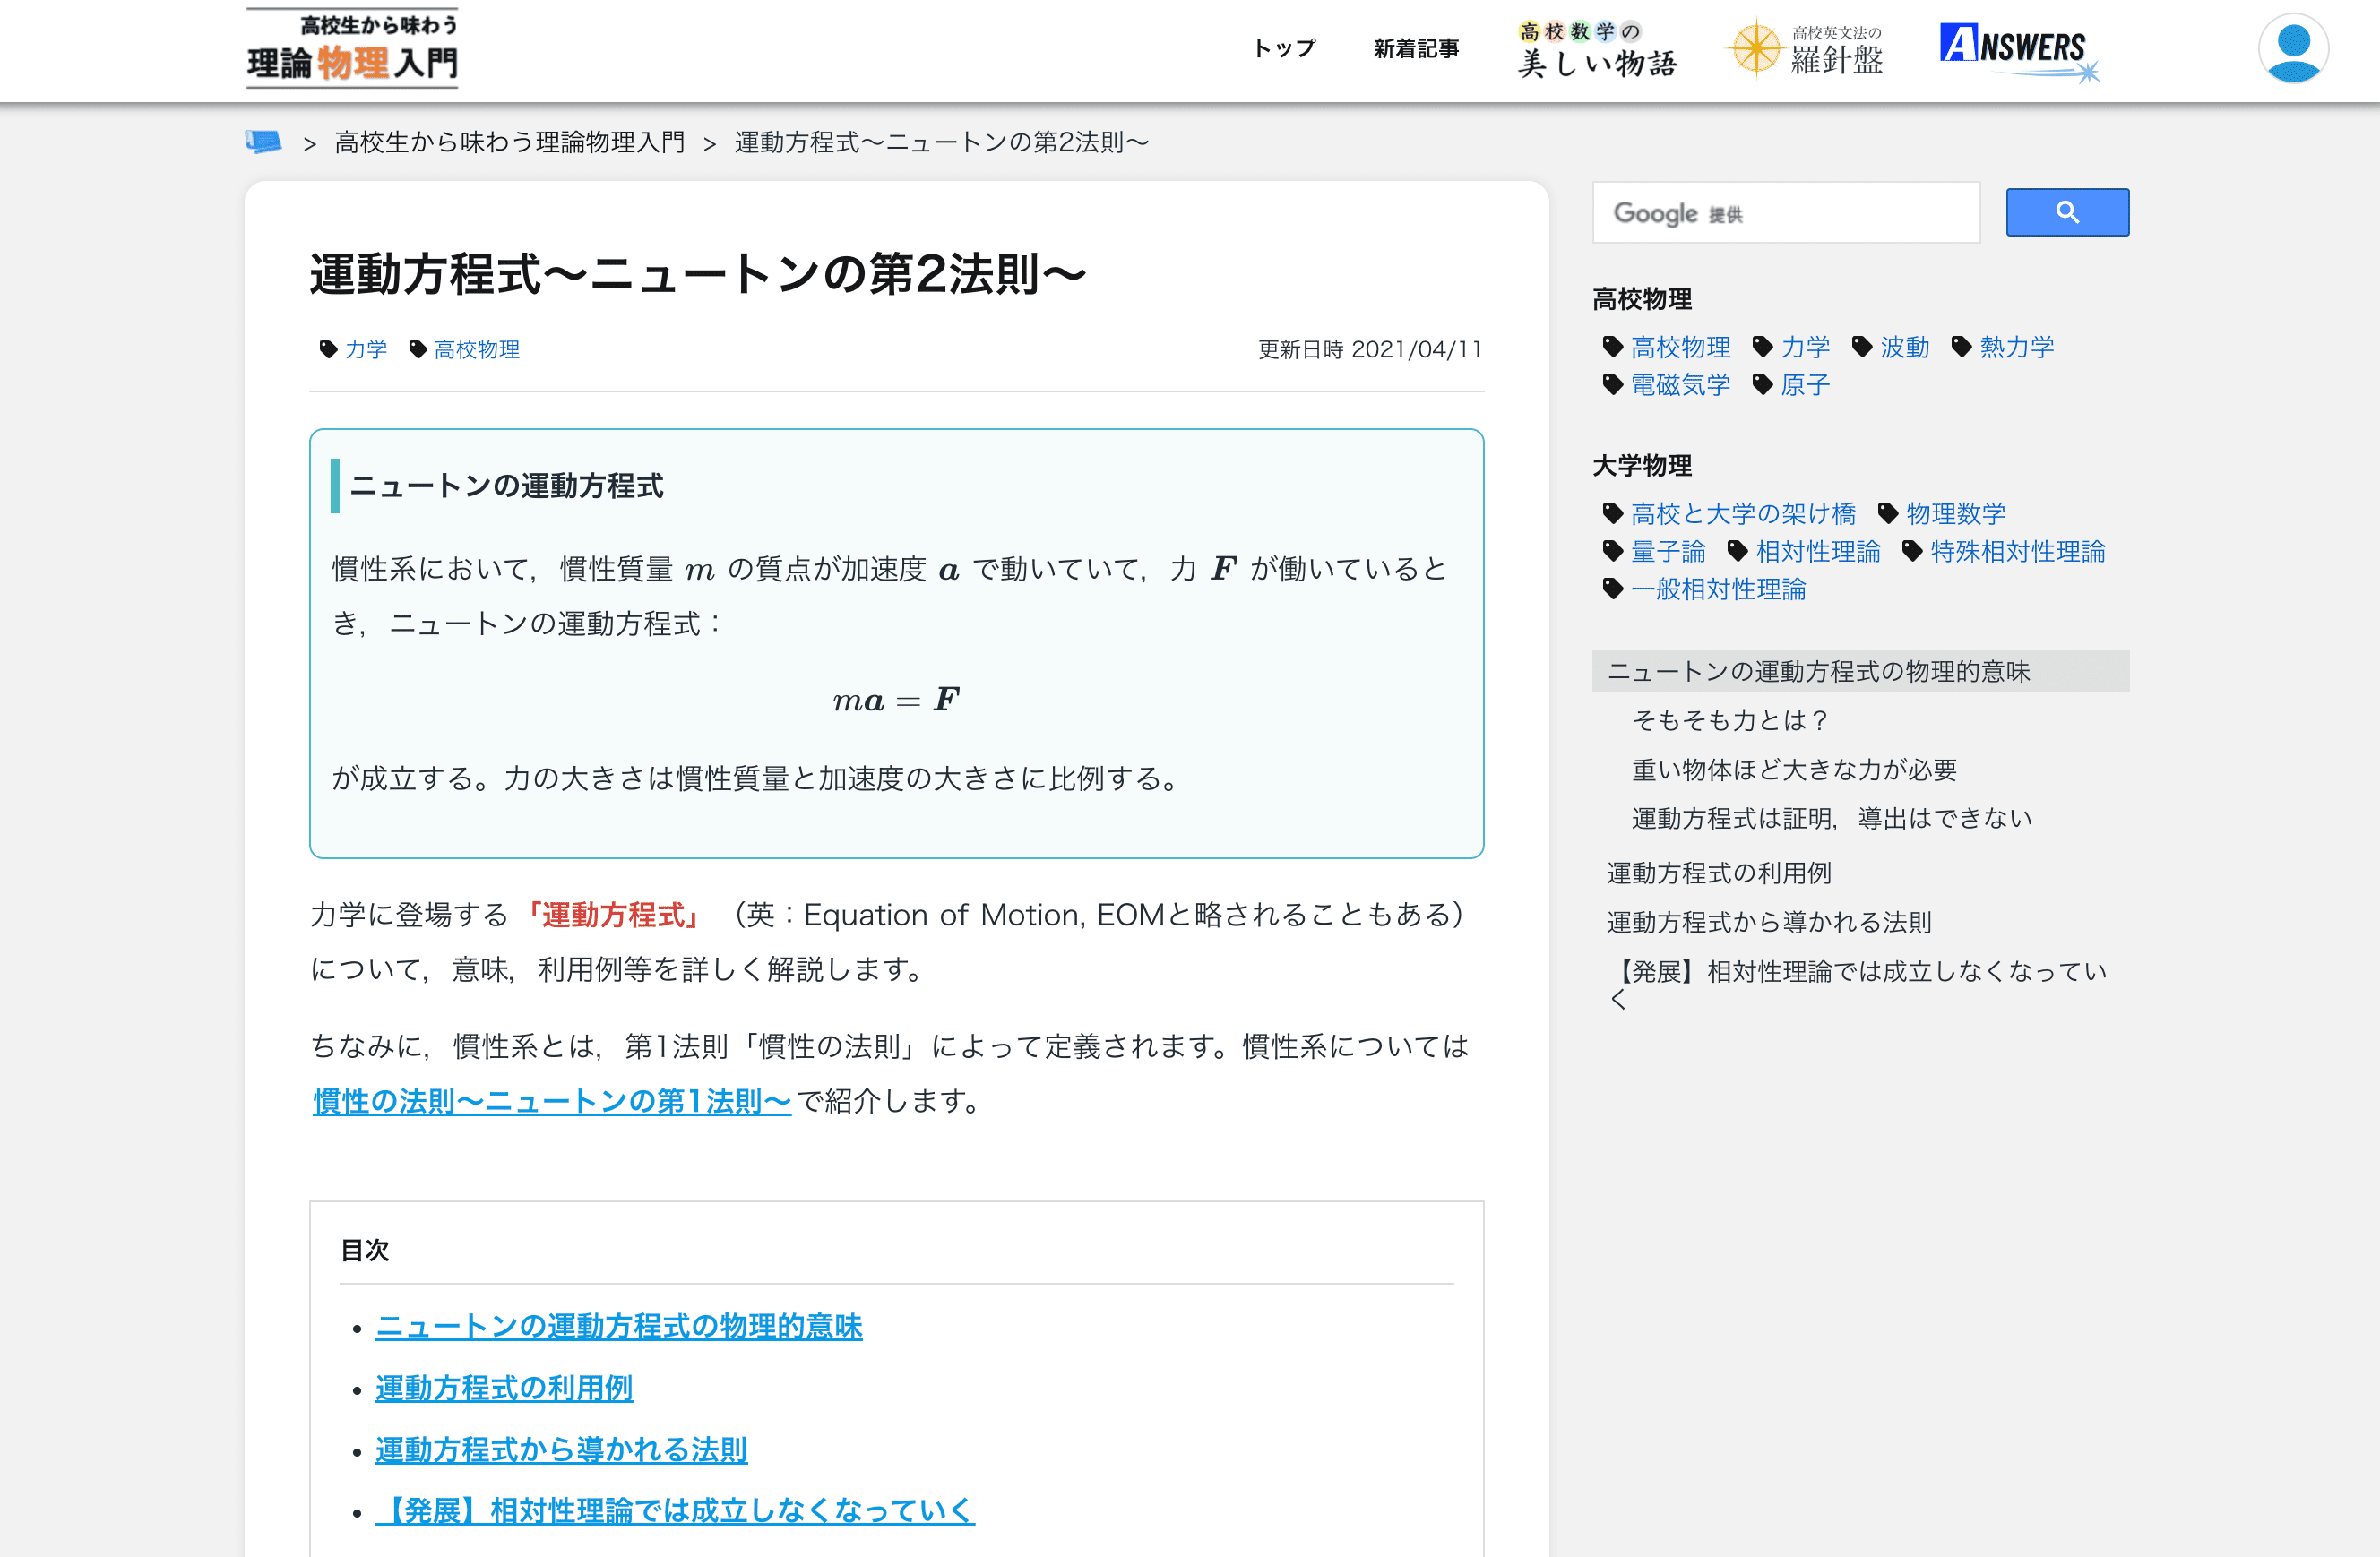 高校生から味わう
理論物理入門
トップ
新着記事
高校数学の
美しい物語
高校英文法の
羅針盤
ANSWERS
> 高校生から味わう理論物理入門 > 運動方程式〜ニュートンの第2法則〜
運動方程式〜ニュートンの第2法則〜
力学 高校物理
更新日時 2021/04/11
ニュートンの運動方程式
慣性系において，慣性質量 m の質点が加速度 a で動いていて，力 F が働いていると
き，ニュートンの運動方程式：
ma = F
が成立する。力の大きさは慣性質量と加速度の大きさに比例する。
力学に登場する「運動方程式」（英：Equation of Motion, EOMと略されることもある）
について，意味，利用例等を詳しく解説します。
ちなみに，慣性系とは，第1法則「慣性の法則」によって定義されます。慣性系については
慣性の法則〜ニュートンの第1法則〜で紹介します。
目次
• ニュートンの運動方程式の物理的意味
• 運動方程式の利用例
• 運動方程式から導かれる法則
• 【発展】相対性理論では成立しなくなっていく
Google 提供
高校物理
高校物理 力学 波動 熱力学
電磁気学 原子
大学物理
高校と大学の架け橋 物理数学
量子論 相対性理論 特殊相対性理論
一般相対性理論
ニュートンの運動方程式の物理的意味
そもそも力とは？
重い物体ほど大きな力が必要
運動方程式は証明，導出はできない
運動方程式の利用例
運動方程式から導かれる法則
【発展】相対性理論では成立しなくなってい
く